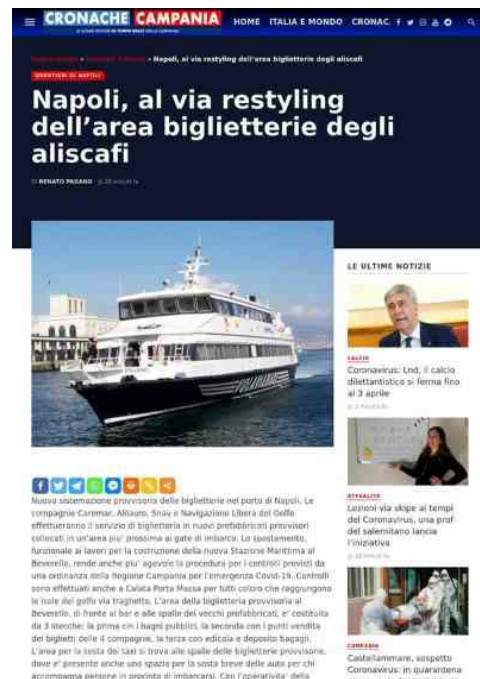 CRONACHE CAMPANIA
HOME ITALIA E MONDO CRONAC
» Napoli, al via restyling dell'area biglietterie degli aliscafi
QUARTIERI DI NAPOLI
Napoli, al via restyling
dell'area biglietterie degli
aliscafi
DI RENATO PAGANO
LE ULTIME NOTIZIE
CALCIO
Coronavirus: Lnd, il calcio
dilettantistico si ferma fino
al 3 aprile
ATTUALITÀ
Lezioni via skipe ai tempi
del Coronavirus, una prof
del salernitano lancia
l'iniziativa
CAMPANIA
Castellammare, sospetto
Coronavirus: in quarantena
Nuova sistemazione provvisoria delle biglietterie nel porto di Napoli. Le
compagnie Caremar, Alilauro, Snav e Navigazione Libera del Golfo
effettueranno il servizio di biglietteria in nuovi prefabbricati provvisori
collocati in un'area piu' prossima ai gate di imbarco. Lo spostamento,
funzionale ai lavori per la costruzione della nuova Stazione Marittima al
Beverello, rende anche piu' agevole la procedura per i controlli previsti da
una ordinanza della Regione Campania per l'emergenza Covid-19. Controlli
sono effettuati anche a Calata Porta Massa per tutti coloro che raggiungono
le isole del golfo via traghetto. L'area della biglietteria provvisoria al
Beverello, di fronte al bar e alle spalle dei vecchi prefabbricati, e' costituita
da 3 stecche: la prima con i bagni pubblici, la seconda con i punti vendita
dei biglietti delle 4 compagnie, la terza con edicola e deposito bagagli.
L'area per la sosta dei taxi si trova alle spalle delle biglietterie provvisorie,
dove e' presente anche uno spazio per la sosta breve delle auto per chi
accompagna persone in procinto di imbarcarsi. Con l'operativita' della